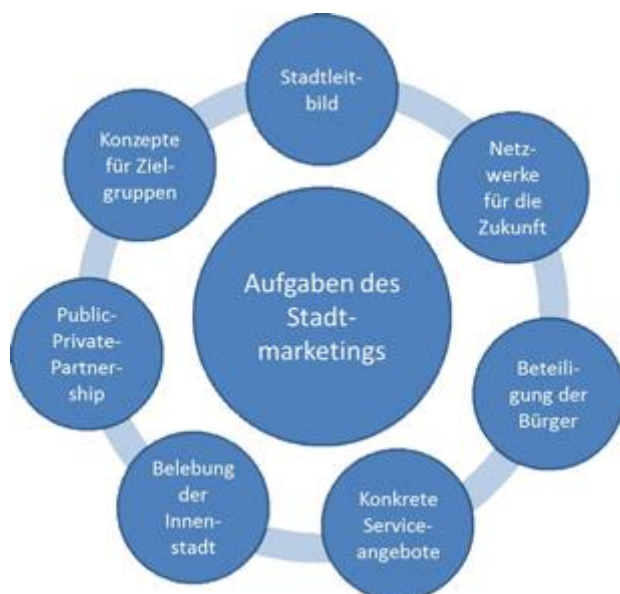 Stadtleit-
bild
Netz-
werke
für die
Zukunft
Beteili-
gung der
Bürger
Konkrete
Service-
angebote
Belebung
der
Innen-
stadt
Public-
Private-
Partner-
ship
Konzepte
für Ziel-
gruppen
Aufgaben des
Stadt-
marketings